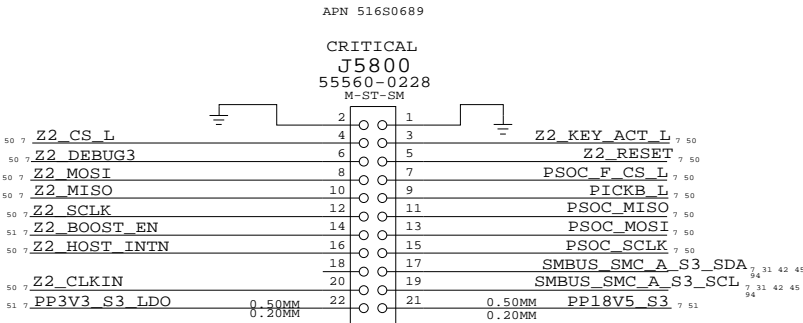 APN 516S0689
CRITICAL
J5800
55560-0228
M-ST-SM
2 1
50 7 Z2_CS_L 4 3 Z2_KEY_ACT_L 7 50
50 7 Z2_DEBUG3 6 5 Z2_RESET 7 50
50 7 Z2_MOSI 8 7 PSOC_F_CS_L 7 50
50 7 Z2_MISO 10 9 PICKB_L 7 50
50 7 Z2_SCLK 12 11 PSOC_MISO 7 50
51 7 Z2_BOOST_EN 14 13 PSOC_MOSI 7 50
50 7 Z2_HOST_INTN 16 15 PSOC_SCLK 7 50
18 17 SMBUS_SMC_A_S3_SDA 7 31 42 45
94
50 7 Z2_CLKIN 20 19 SMBUS_SMC_A_S3_SCL 7 31 42 45
94
51 7 PP3V3_S3_LDO 0.50MM 22 21 0.50MM PP18V5_S3 7 51
0.20MM 0.20MM